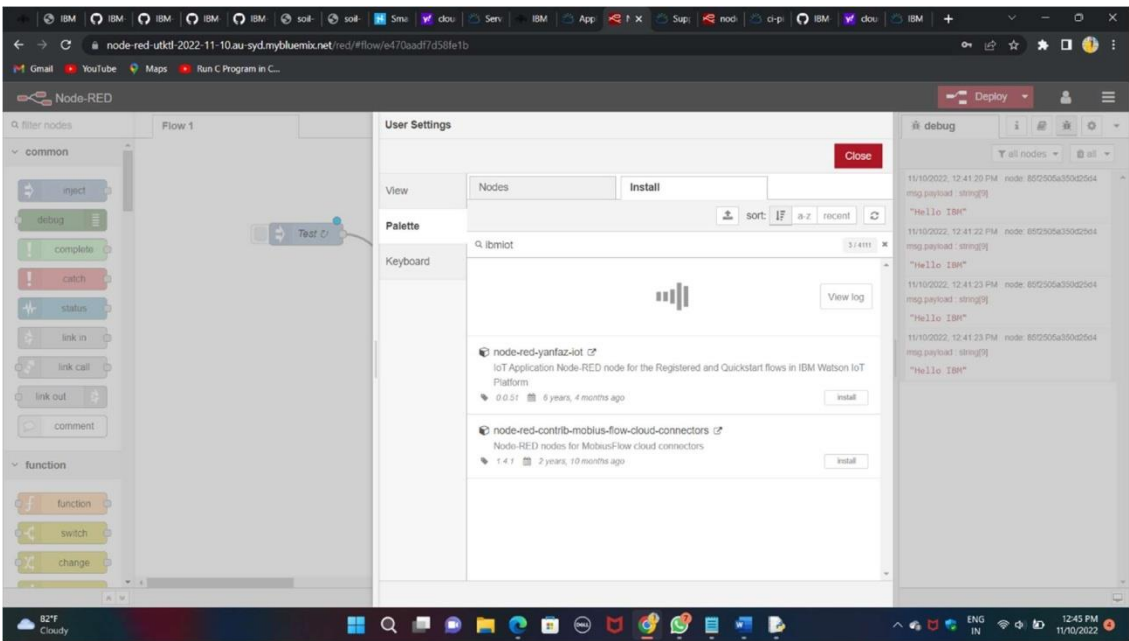 IBM
IBM-
IBM-
IBM-
IBM-
soil-
soil-
Sma
clou
Serv
IBM
App
Sup
node
ci-p
IBM
clou
IBM
node-red-utktl-2022-11-10.au-syd.mybluemix.net/red/#flow/e470aadf7d58fe1b
Gmail
YouTube
Maps
Run C Program in C...
Node-RED
Deploy
filter nodes
Flow 1
User Settings
debug
i
Close
all nodes
all
common
View
Nodes
Install
inject
debug
Palette
sort:
a-z
recent
complete
Test
ibmiot
3 / 4111
Keyboard
catch
View log
status
link in
node-red-yanfaz-iot
IoT Application Node-RED node for the Registered and Quickstart flows in IBM Watson IoT
Platform
0.0.51 6 years, 4 months ago
install
link call
link out
node-red-contrib-mobius-flow-cloud-connectors
Node-RED nodes for MobiusFlow cloud connectors
1.4.1 2 years, 10 months ago
install
comment
function
function
switch
change
11/10/2022, 12:41:20 PM node: 85f2505a350d25d4
msg.payload : string[9]
"Hello IBM"
11/10/2022, 12:41:22 PM node: 85f2505a350d25d4
msg.payload : string[9]
"Hello IBM"
11/10/2022, 12:41:23 PM node: 85f2505a350d25d4
msg.payload : string[9]
"Hello IBM"
11/10/2022, 12:41:23 PM node: 85f2505a350d25d4
msg.payload : string[9]
"Hello IBM"
82°F
Cloudy
ENG
IN
12:45 PM
11/10/2022
4